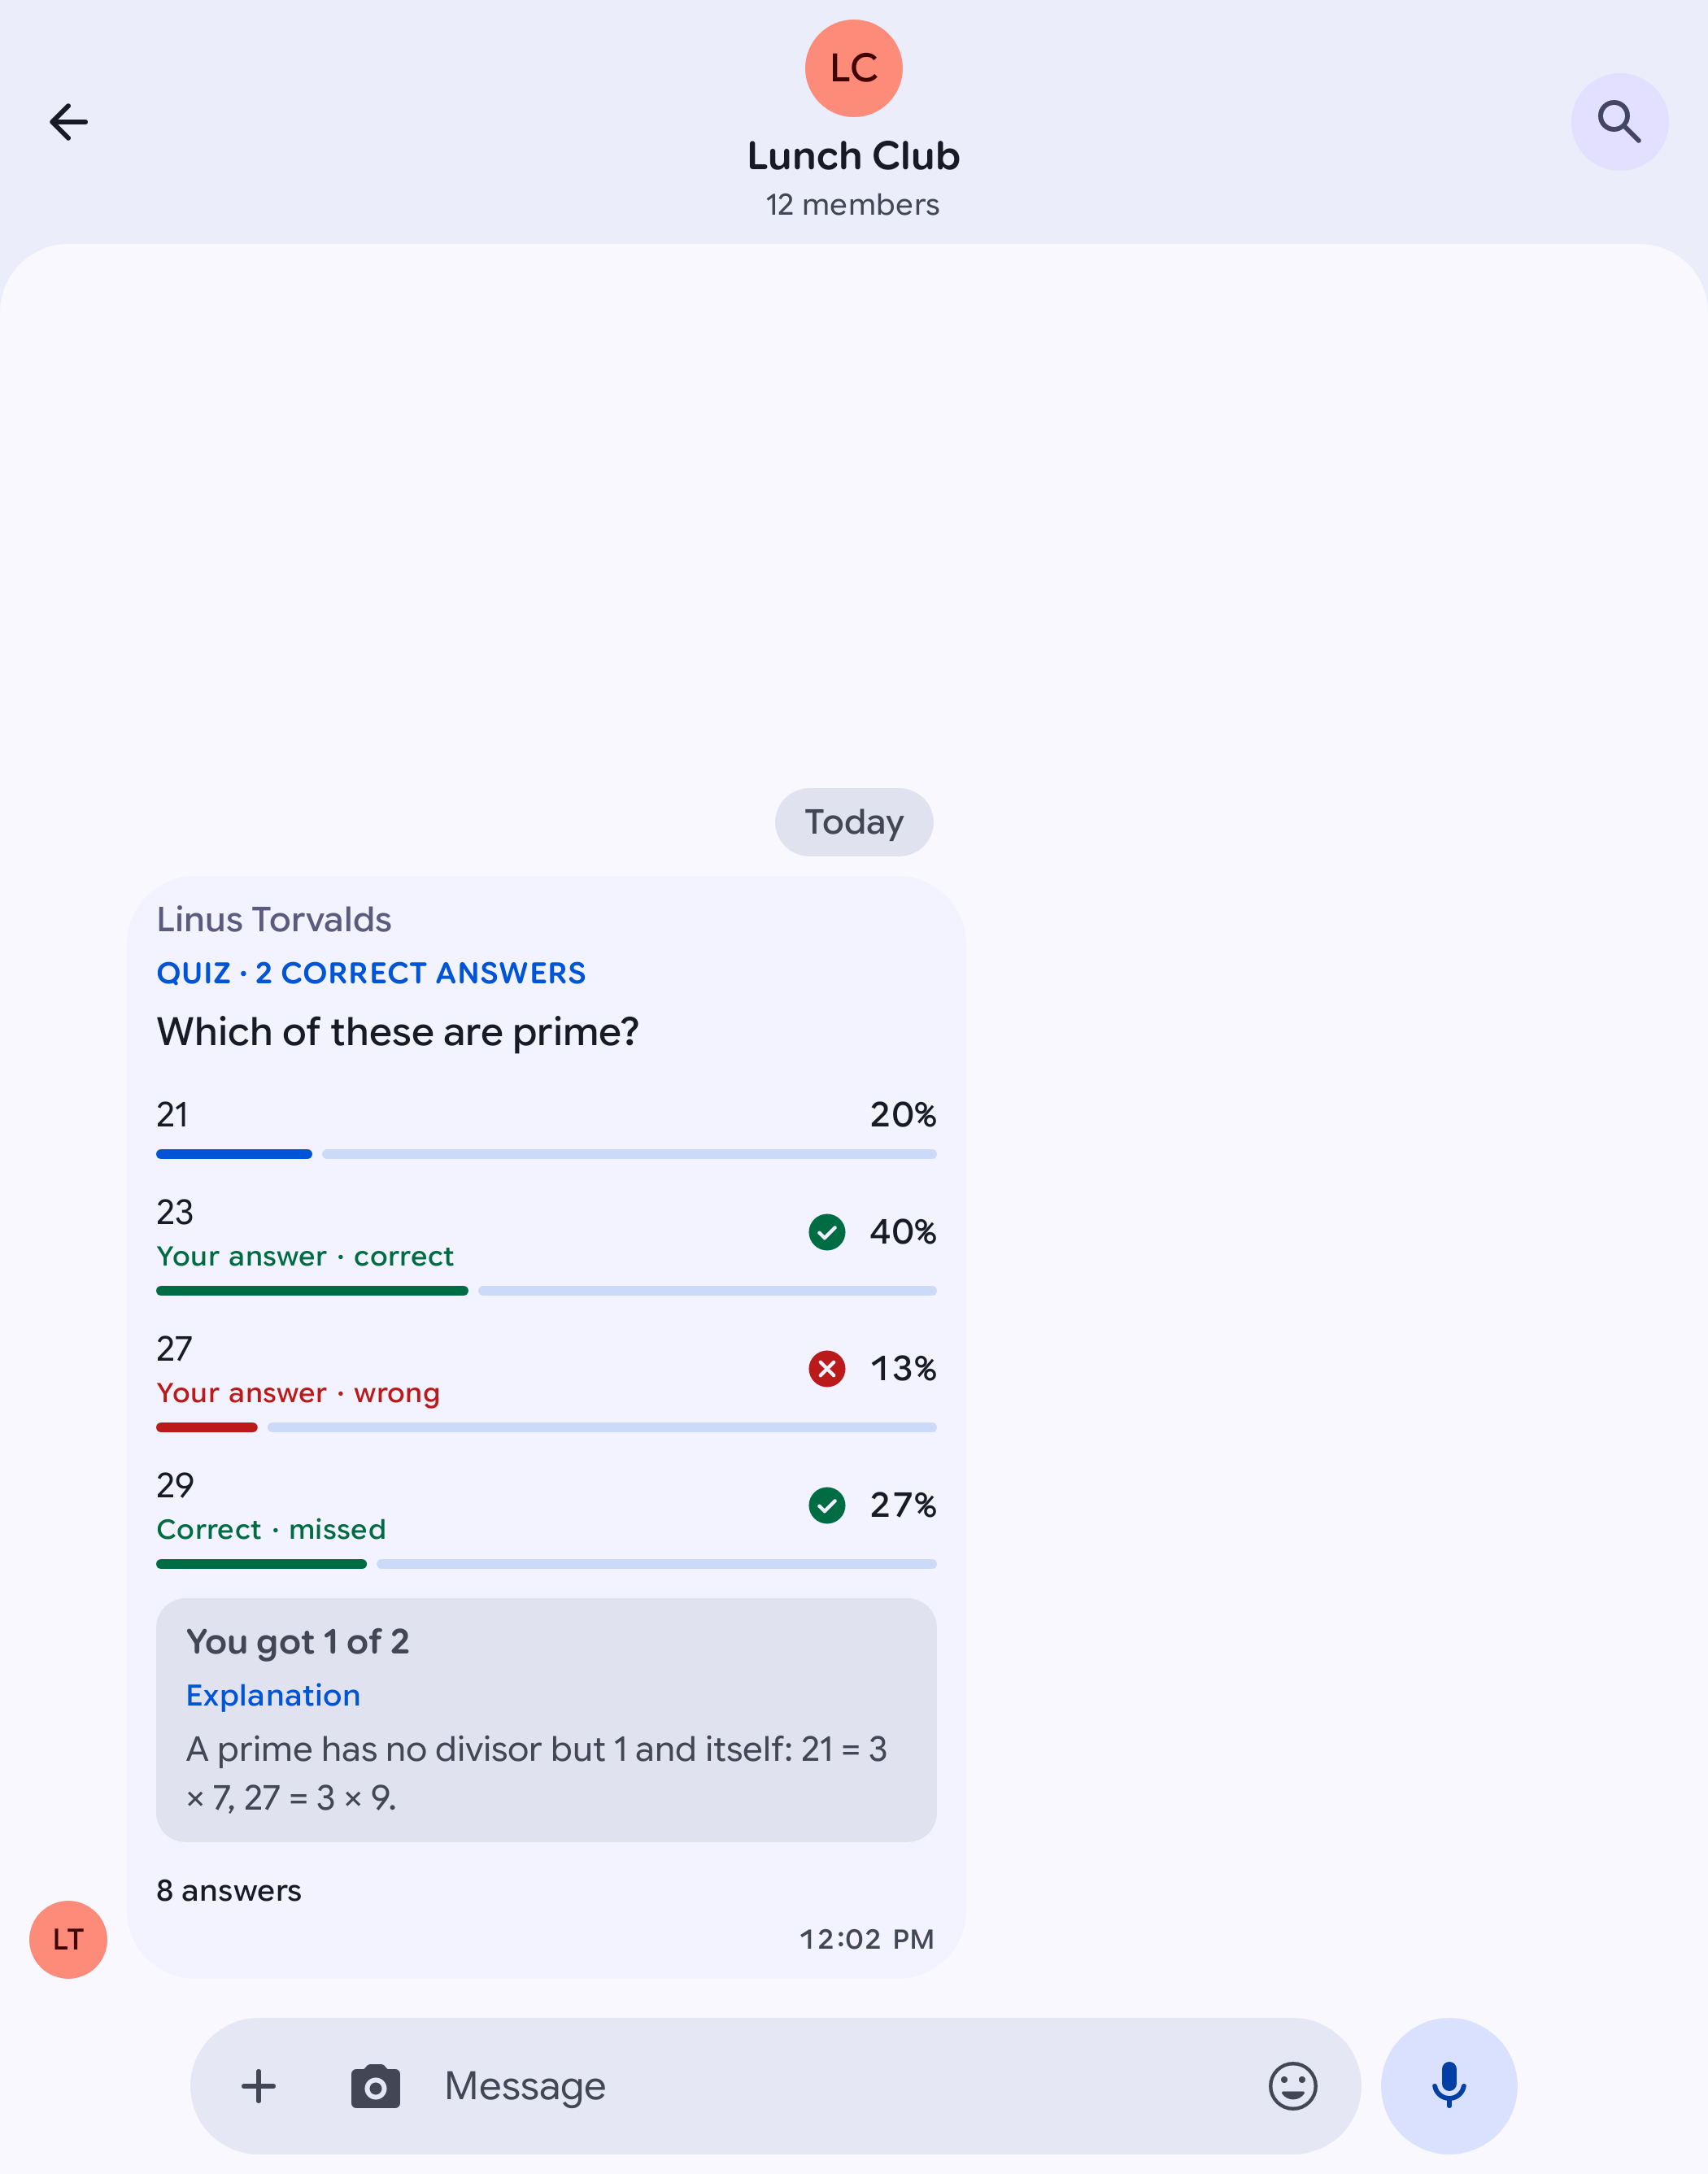 LC
Lunch Club
12 members
Today
Linus Torvalds
QUIZ · 2 CORRECT ANSWERS
Which of these are prime?
21 20%
23 40%
Your answer · correct
27 13%
Your answer · wrong
29 27%
Correct · missed
You got 1 of 2
Explanation
A prime has no divisor but 1 and itself: 21 = 3
× 7, 27 = 3 × 9.
8 answers
LT
12:02 PM
Message